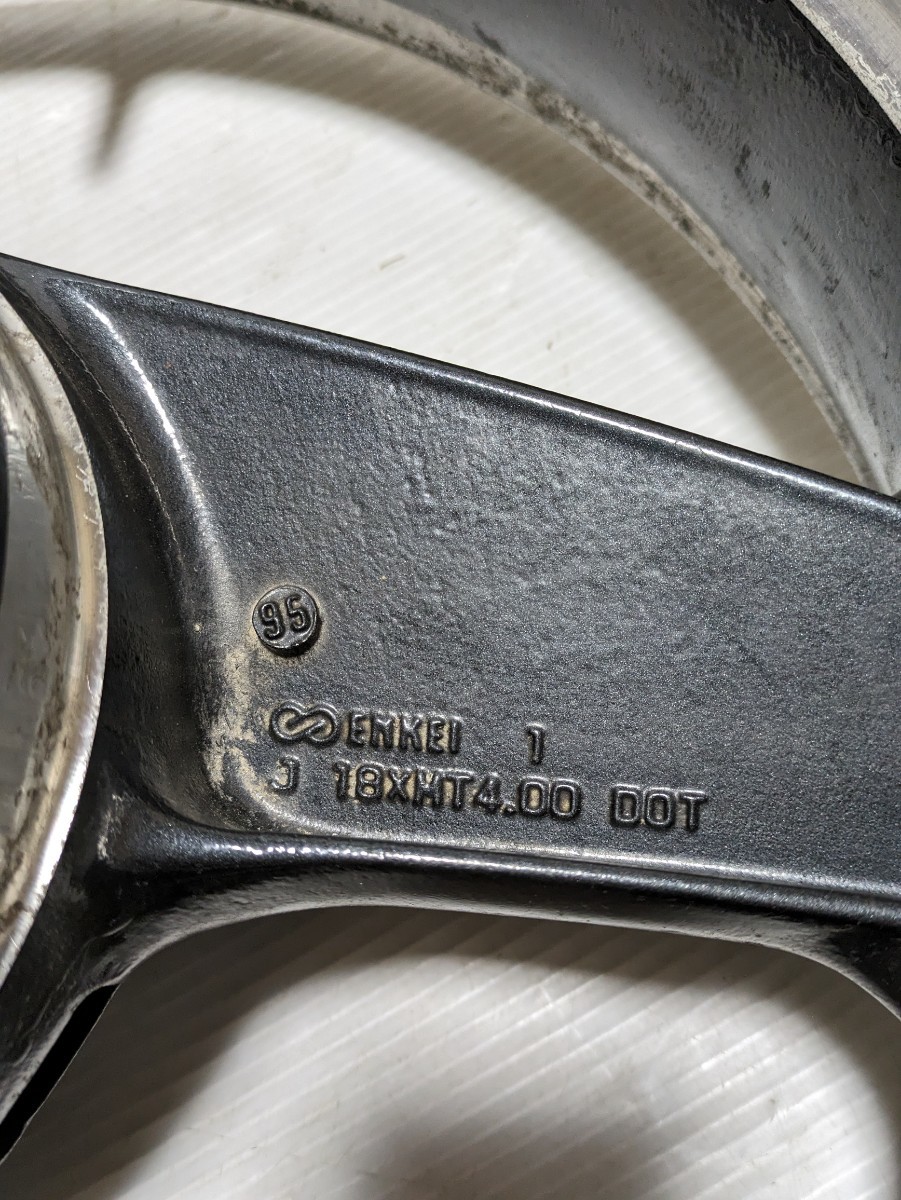 95
ENKEI 1
J 18XMT4.00 DOT